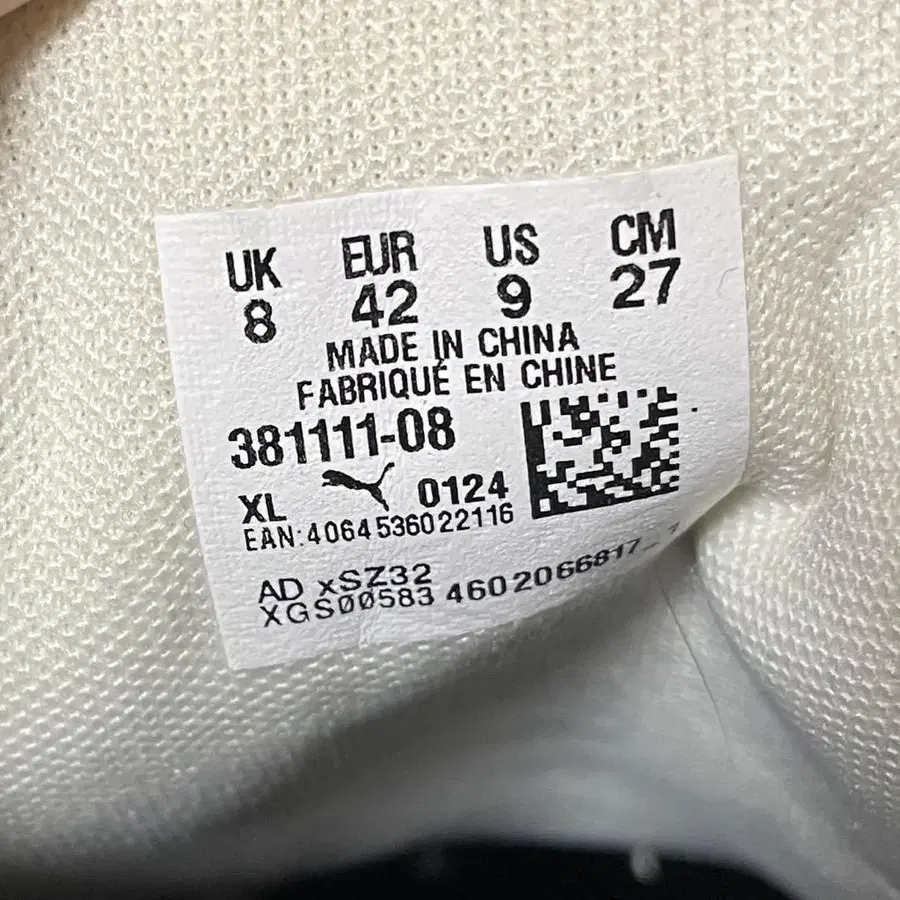 UK EUR US CM
8 42 9 27
MADE IN CHINA
FABRIQUÉ EN CHINE
381111-08
XL 0124
EAN:4064536022116
AD xSZ32
XGS00583 4602066817_